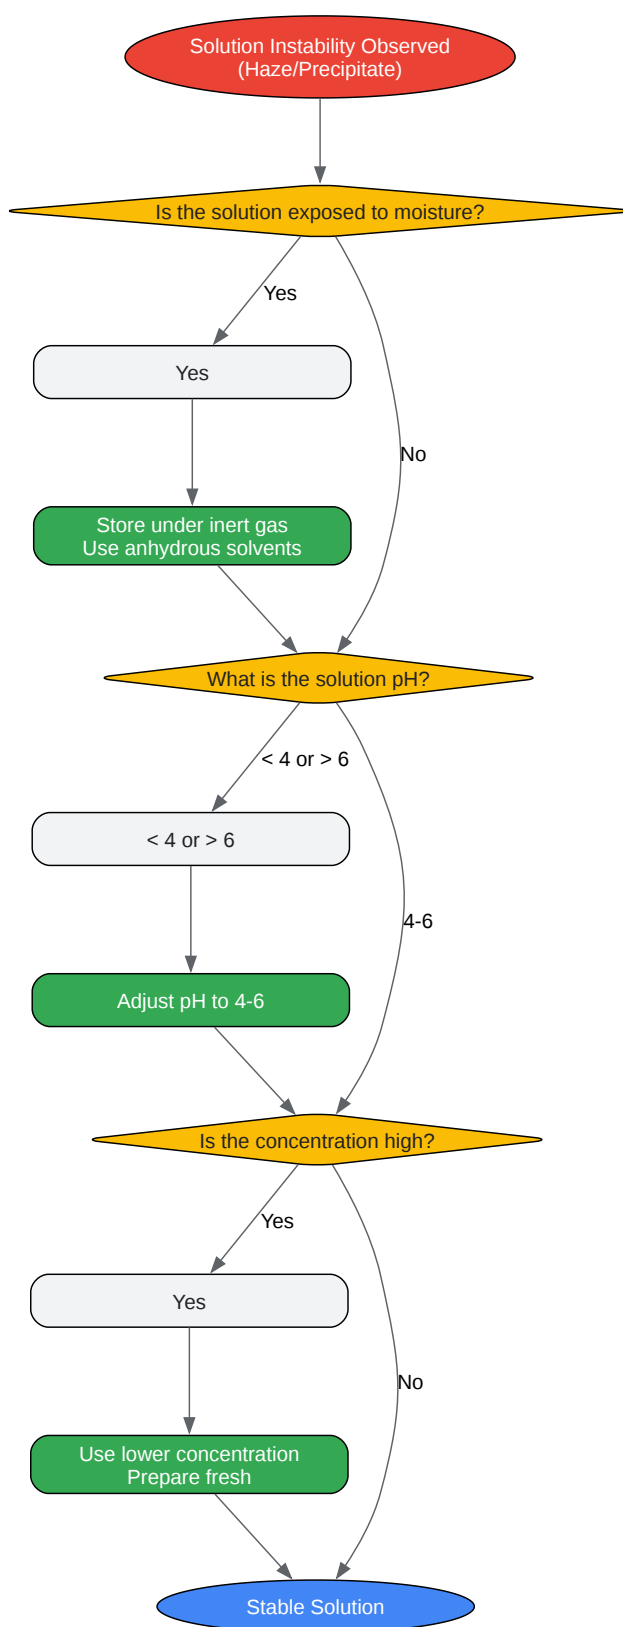 Solution Instability Observed
(Haze/Precipitate)
Is the solution exposed to moisture?
Yes
Yes
No
Store under inert gas
Use anhydrous solvents
What is the solution pH?
< 4 or > 6
< 4 or > 6
4-6
Adjust pH to 4-6
Is the concentration high?
Yes
Yes
No
Use lower concentration
Prepare fresh
Stable Solution